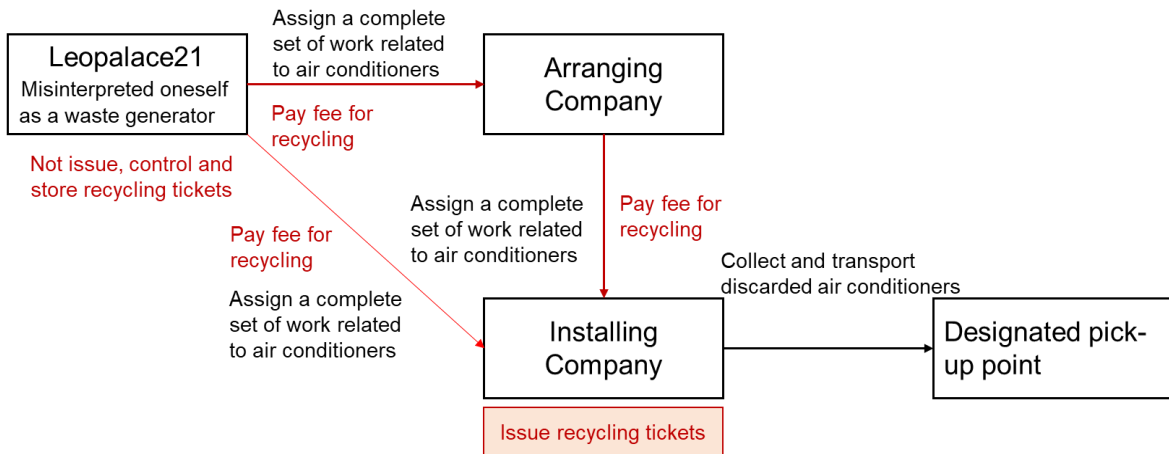 Leopalace21
Misinterpreted oneself
as a waste generator
Not issue, control and
store recycling tickets
Assign a complete
set of work related
to air conditioners
Pay fee for
recycling
Arranging
Company
Pay fee for
recycling
Assign a complete
set of work related
to air conditioners
Assign a complete
set of work related
to air conditioners
Pay fee for
recycling
Installing
Company
Issue recycling tickets
Collect and transport
discarded air conditioners
Designated pick-
up point